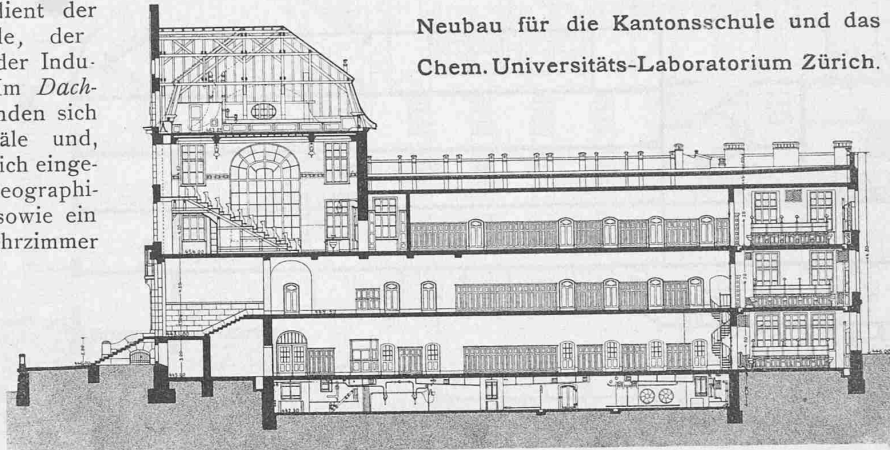 dient der
le, der
der Indu-
Im Dach-
nden sich
äle und,
ich einge-
eographi-
sowie ein
hrzimmer
Neubau für die Kantonsschule und das
Chem. Universitäts-Laboratorium Zürich.